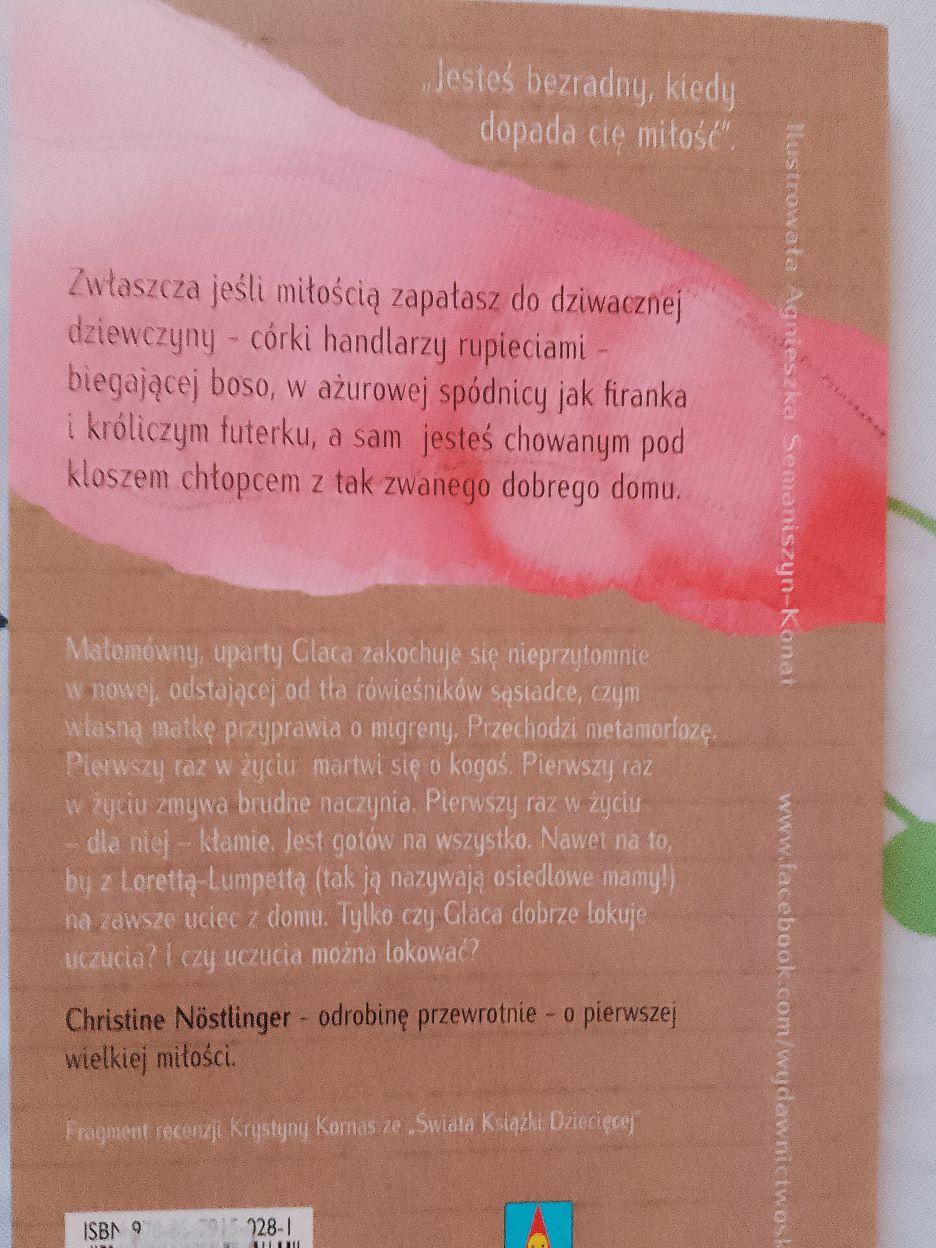 „Jesteś bezradny, kiedy
dopada cię miłość”.
Zwłaszcza jeśli miłością zapałasz do dziwacznej
dziewczyny – córki handlarzy rupieciami –
biegającej boso, w ażurowej spódnicy jak firanka
i króliczym futerku, a sam jesteś chowanym pod
kloszem chłopcem z tak zwanego dobrego domu.
Małomówny, uparty Glaca zakochuje się nieprzytomnie
w nowej, odstającej od tła rówieśników sąsiadce, czym
własną matkę przyprawia o migreny. Przechodzi metamorfozę.
Pierwszy raz w życiu martwi się o kogoś. Pierwszy raz
w życiu zmywa brudne naczynia. Pierwszy raz w życiu
– dla niej – kłamie. Jest gotów na wszystko. Nawet na to,
by z Lorettą-Lumpettą (tak ją nazywają osiedlowe mamy!)
na zawsze uciec z domu. Tylko czy Glaca dobrze lokuje
uczucia? I czy uczucia można lokować?
Christine Nöstlinger – odrobinę przewrotnie – o pierwszej
wielkiej miłości.
Fragment recenzji Krystyny Kornas ze „Świata Książki Dziecięcej”
ISBN 028-1
Ilustrowała Agnieszka Semaniszyn-Konat
www.facebook.com/wydawnictwo